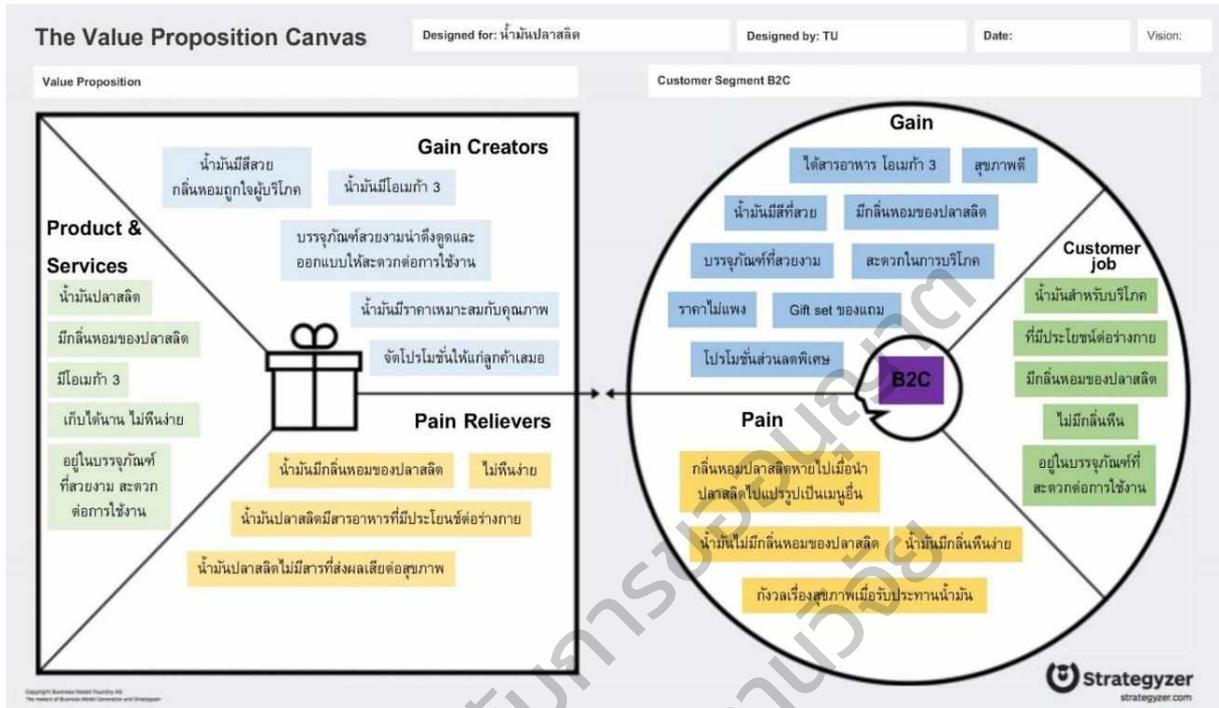 The Value Proposition Canvas
Designed for: น้ำมันปลาสลิด
Designed by: TU
Date:
Vision:
Value Proposition
Customer Segment B2C
Gain Creators
น้ำมันมีสีสวย
กลิ่นหอมถูกใจผู้บริโภค
น้ำมันมีโอเมก้า 3
บรรจุภัณฑ์สวยงามน่าดึงดูดและ
ออกแบบให้สะดวกต่อการใช้งาน
น้ำมันมีราคาเหมาะสมกับคุณภาพ
จัดโปรโมชั่นให้แก่ลูกค้าเสมอ
Product &
Services
น้ำมันปลาสลิด
มีกลิ่นหอมของปลาสลิด
มีโอเมก้า 3
เก็บได้นาน ไม่หืนง่าย
อยู่ในบรรจุภัณฑ์
ที่สวยงาม สะดวก
ต่อการใช้งาน
Pain Relievers
น้ำมันมีกลิ่นหอมของปลาสลิด
ไม่หืนง่าย
น้ำมันปลาสลิดมีสารอาหารที่มีประโยนช์ต่อร่างกาย
น้ำมันปลาสลิดไม่มีสารที่ส่งผลเสียต่อสุขภาพ
Gain
ได้สารอาหาร โอเมก้า 3
สุขภาพดี
น้ำมันมีสีที่สวย
มีกลิ่นหอมของปลาสลิด
บรรจุภัณฑ์ที่สวยงาม
สะดวกในการบริโภค
ราคาไม่แพง
Gift set ของแถม
โปรโมชั่นส่วนลดพิเศษ
B2C
Customer
job
น้ำมันสำหรับบริโภค
ที่มีประโยชน์ต่อร่างกาย
มีกลิ่นหอมของปลาสลิด
ไม่มีกลิ่นหืน
อยู่ในบรรจุภัณฑ์ที่
สะดวกต่อการใช้งาน
Pain
กลิ่นหอมปลาสลิดหายไปเมื่อนำ
ปลาสลิดไปแปรรูปเป็นเมนูอื่น
น้ำมันไม่มีกลิ่นหอมของปลาสลิด
น้ำมันมีกลิ่นหืนง่าย
กังวลเรื่องสุขภาพเมื่อรับประทานน้ำมัน
Copyright Business Model Foundry AG
The makers of Business Model Generation and Strategyzer
Strategyzer
strategyzer.com